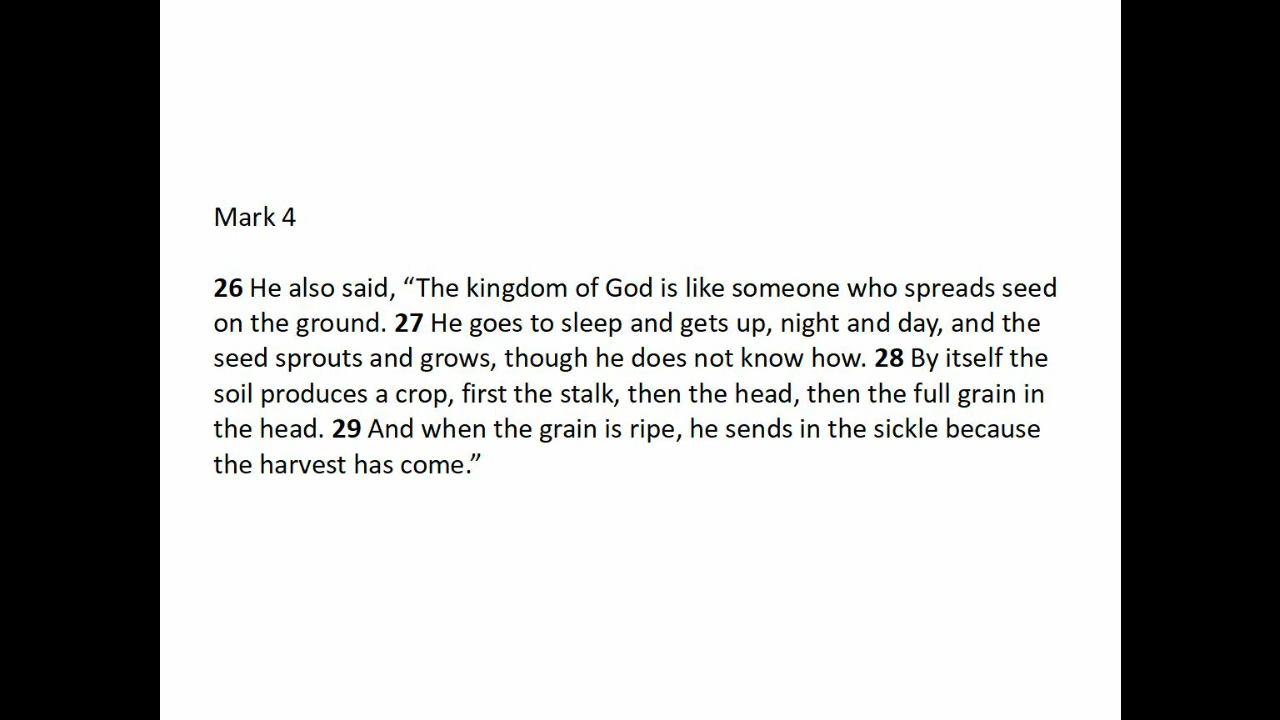 Mark 4
26 He also said, “The kingdom of God is like someone who spreads seed
on the ground. 27 He goes to sleep and gets up, night and day, and the
seed sprouts and grows, though he does not know how. 28 By itself the
soil produces a crop, first the stalk, then the head, then the full grain in
the head. 29 And when the grain is ripe, he sends in the sickle because
the harvest has come.”